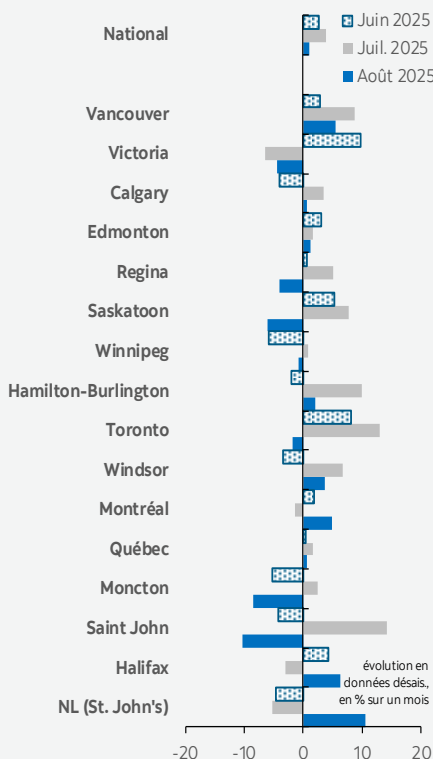 Juin 2025
Juil. 2025
Août 2025
National
Vancouver
Victoria
Calgary
Edmonton
Regina
Saskatoon
Winnipeg
Hamilton-Burlington
Toronto
Windsor
Montréal
Québec
Moncton
Saint John
Halifax
NL (St. John's)
évolution en
données désais.,
en % sur un mois
-20 -10 0 10 20